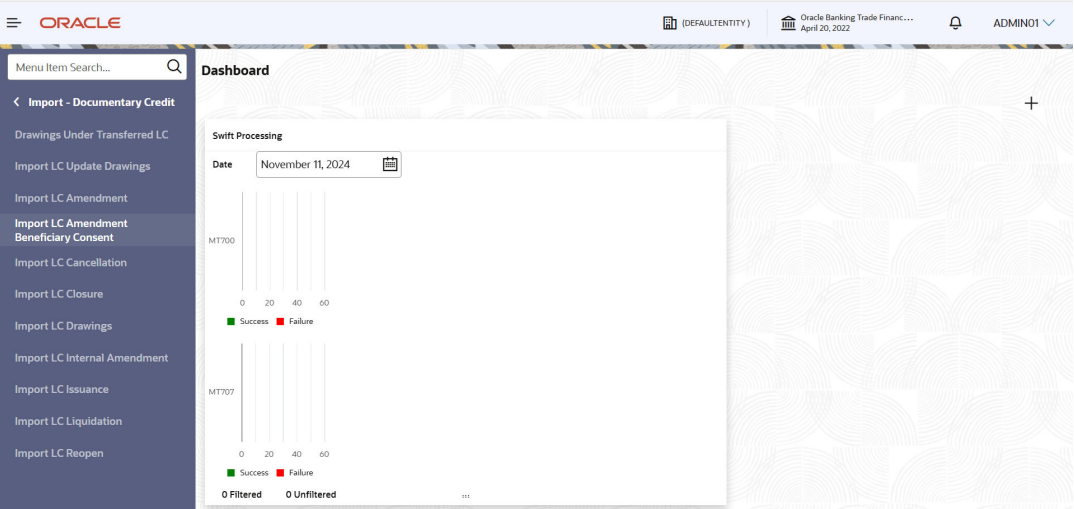 ORACLE
(DEFAULTENTITY)
Oracle Banking Trade Financ...
April 20, 2022
ADMIN01
Menu Item Search...
Import - Documentary Credit
Drawings Under Transferred LC
Import LC Update Drawings
Import LC Amendment
Import LC Amendment
Beneficiary Consent
Import LC Cancellation
Import LC Closure
Import LC Drawings
Import LC Internal Amendment
Import LC Issuance
Import LC Liquidation
Import LC Reopen
Dashboard
Swift Processing
Date November 11, 2024
MT700
0 20 40 60
Success Failure
MT707
0 20 40 60
Success Failure
0 Filtered 0 Unfiltered